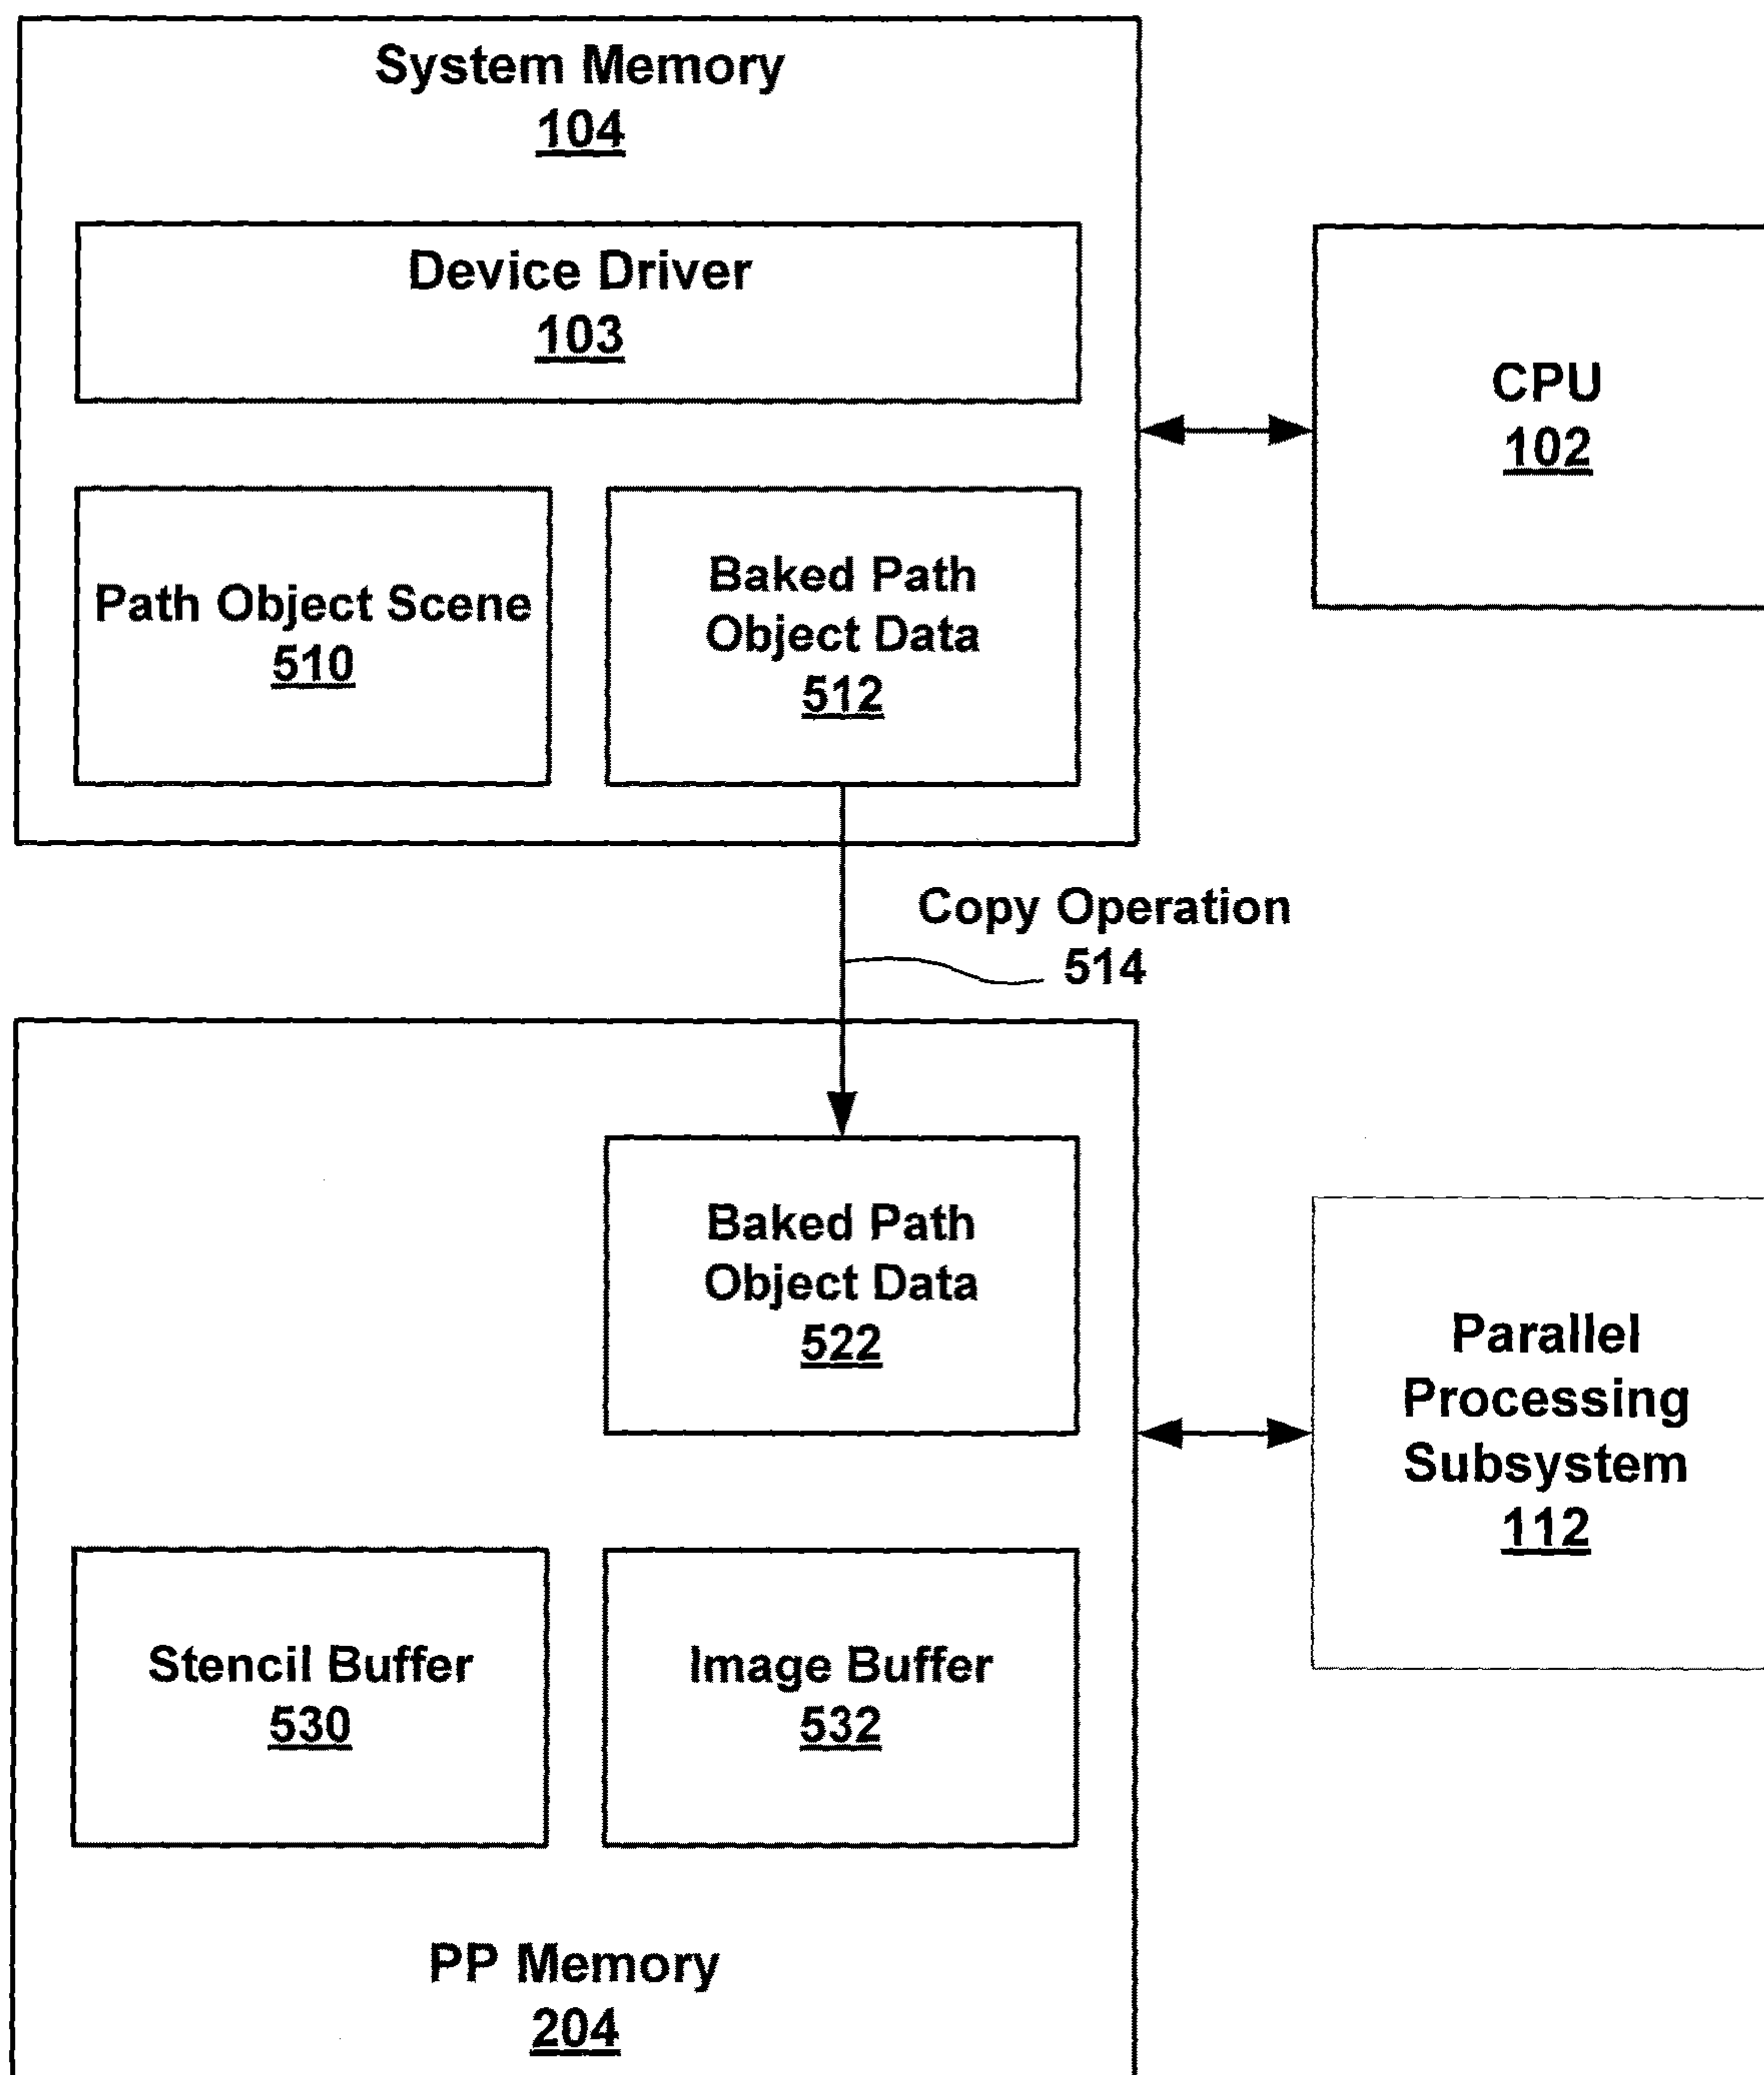 System Memory
104
Device Driver
103
CPU
102
Path Object Scene
510
Baked Path
Object Data
512
Copy Operation
514
Baked Path
Object Data
522
Parallel
Processing
Subsystem
112
Stencil Buffer
530
Image Buffer
532
PP Memory
204